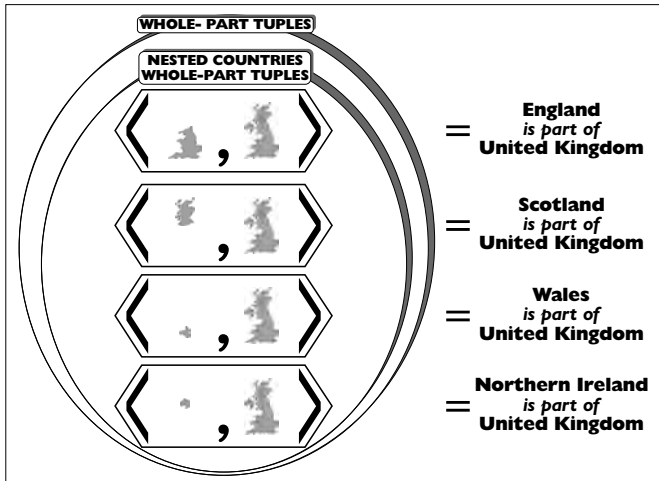 WHOLE- PART TUPLES
NESTED COUNTRIES
WHOLE-PART TUPLES
,
= England
is part of
United Kingdom
,
= Scotland
is part of
United Kingdom
,
= Wales
is part of
United Kingdom
,
= Northern Ireland
is part of
United Kingdom